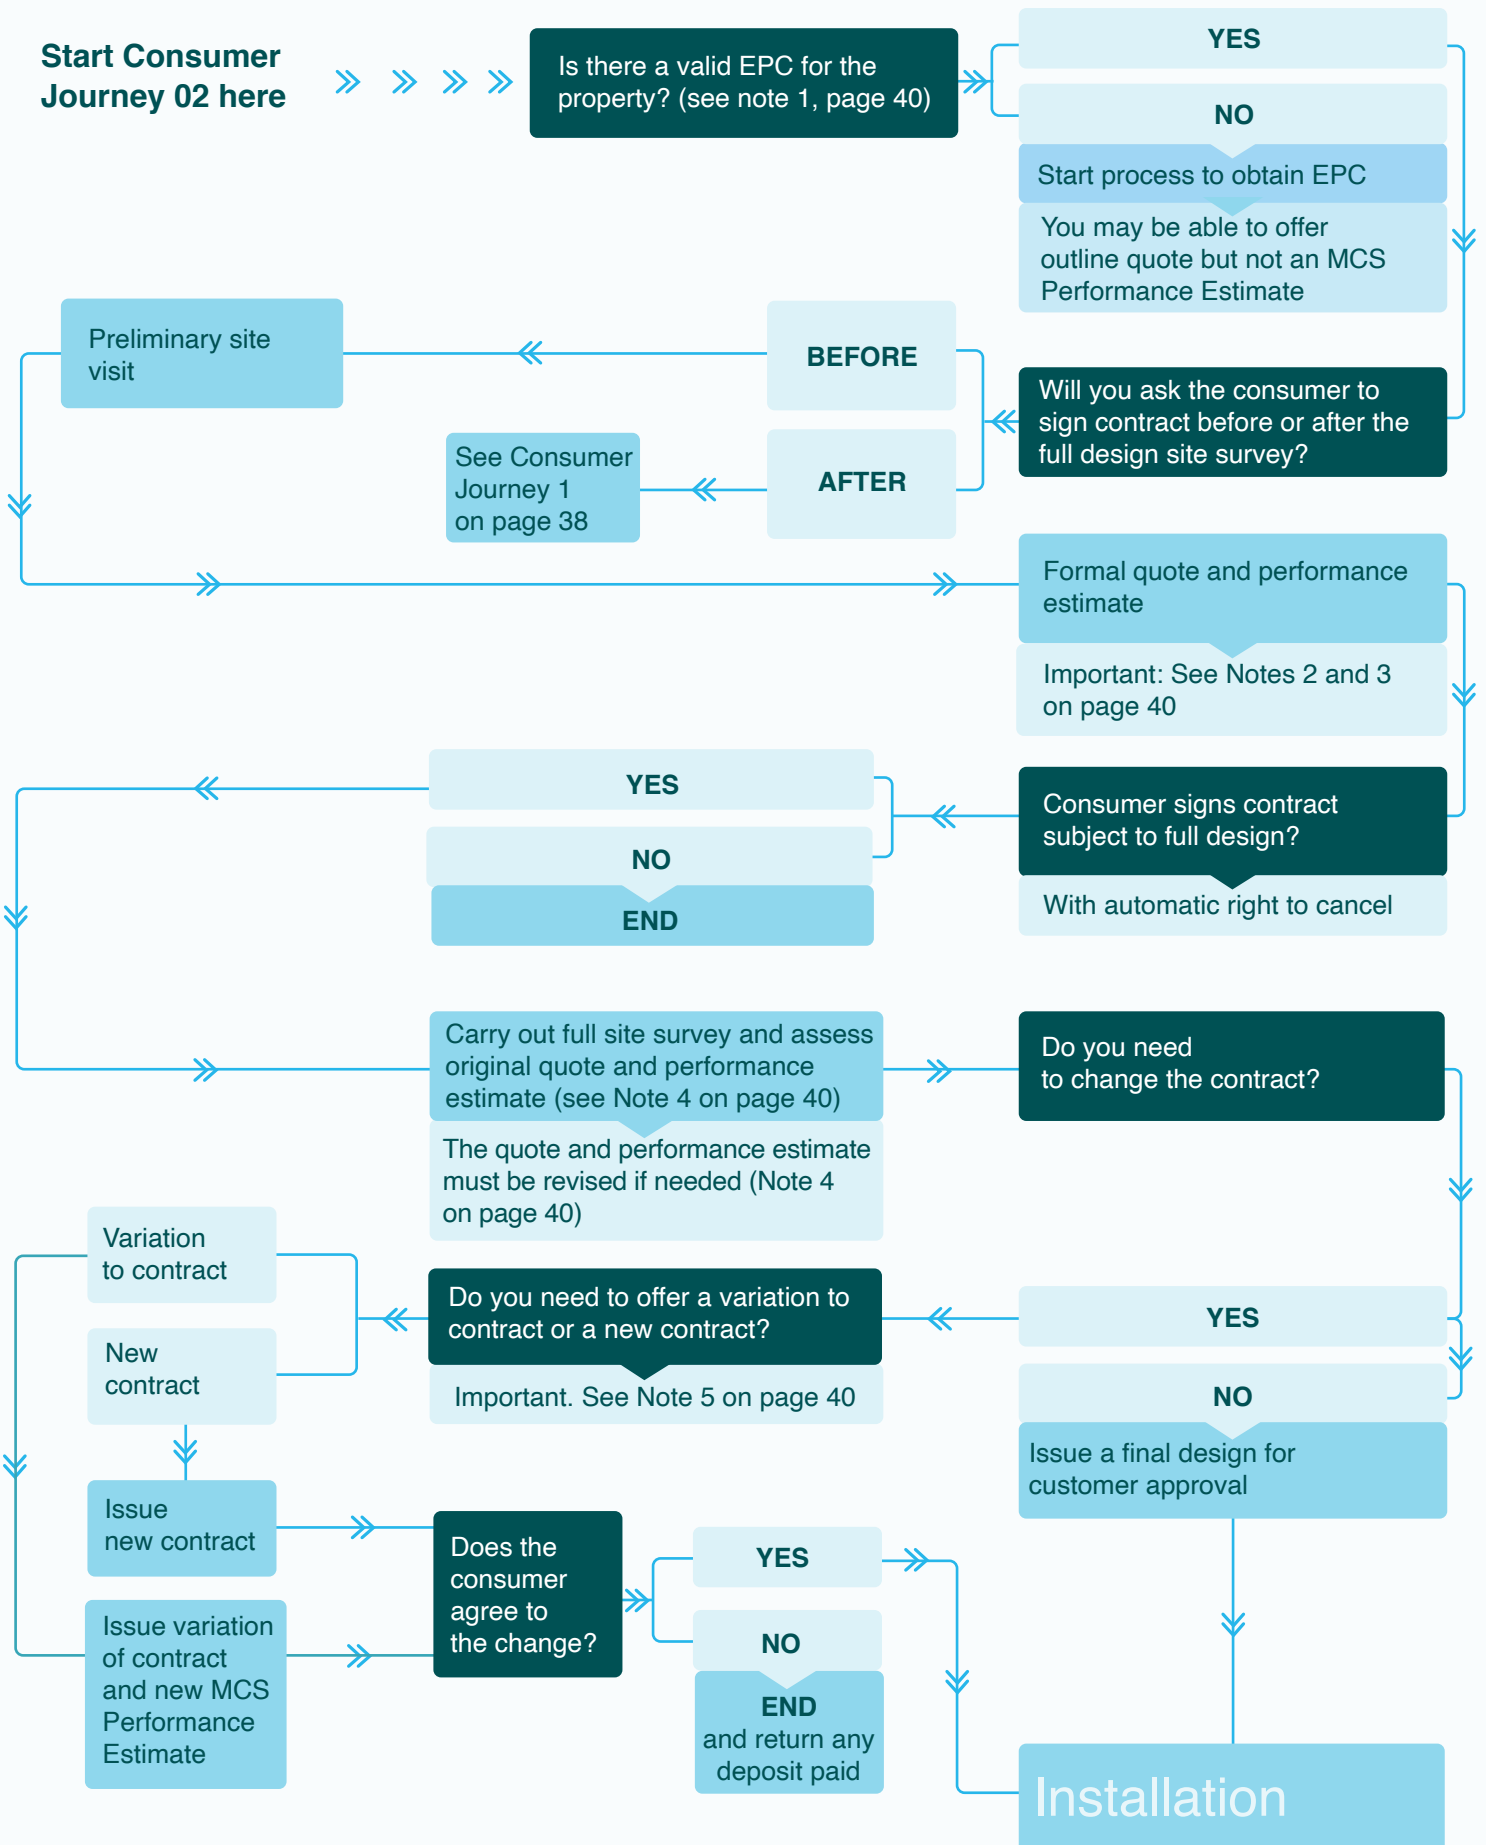 Start Consumer
Journey 02 here
Is there a valid EPC for the
property? (see note 1, page 40)
YES
NO
Start process to obtain EPC
You may be able to offer
outline quote but not an MCS
Performance Estimate
Will you ask the consumer to
sign contract before or after the
full design site survey?
BEFORE
AFTER
Preliminary site
visit
See Consumer
Journey 1
on page 38
Formal quote and performance
estimate
Important: See Notes 2 and 3
on page 40
Consumer signs contract
subject to full design?
With automatic right to cancel
YES
NO
END
Carry out full site survey and assess
original quote and performance
estimate (see Note 4 on page 40)
The quote and performance estimate
must be revised if needed (Note 4
on page 40)
Do you need
to change the contract?
YES
NO
Issue a final design for
customer approval
Do you need to offer a variation to
contract or a new contract?
Important. See Note 5 on page 40
Variation
to contract
New
contract
Issue
new contract
Issue variation
of contract
and new MCS
Performance
Estimate
Does the
consumer
agree to
the change?
YES
NO
END
and return any
deposit paid
Installation